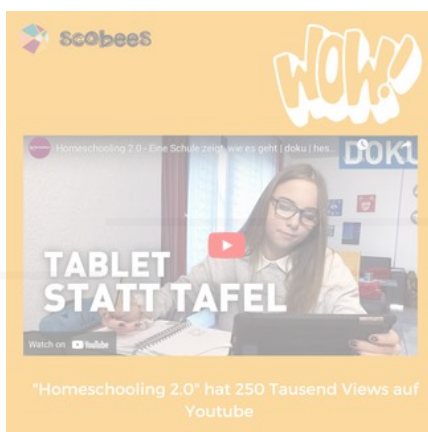 scobees
WOW!
Homeschooling 2.0 - Eine Schule zeigt, wie es geht | doku | hes...
DOKU
TABLET
STATT TAFEL
Watch on YouTube
"Homeschooling 2.0" hat 250 Tausend Views auf
Youtube